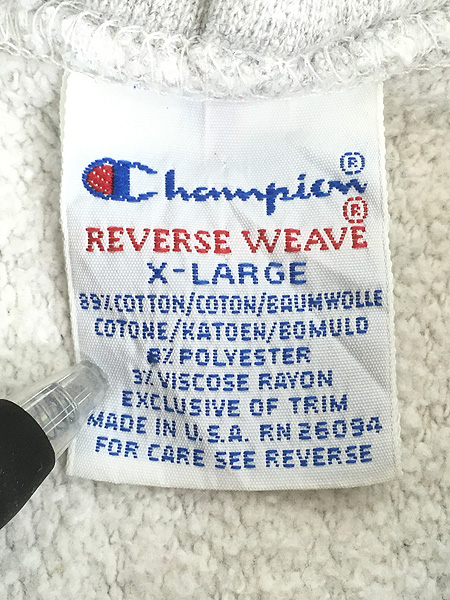 Champion®
REVERSE WEAVE®
X-LARGE
89% COTTON/COTON/BAUMWOLLE
COTONE/KATOEN/BOMULD
8% POLYESTER
3% VISCOSE RAYON
EXCLUSIVE OF TRIM
MADE IN U.S.A. RN 26094
FOR CARE SEE REVERSE